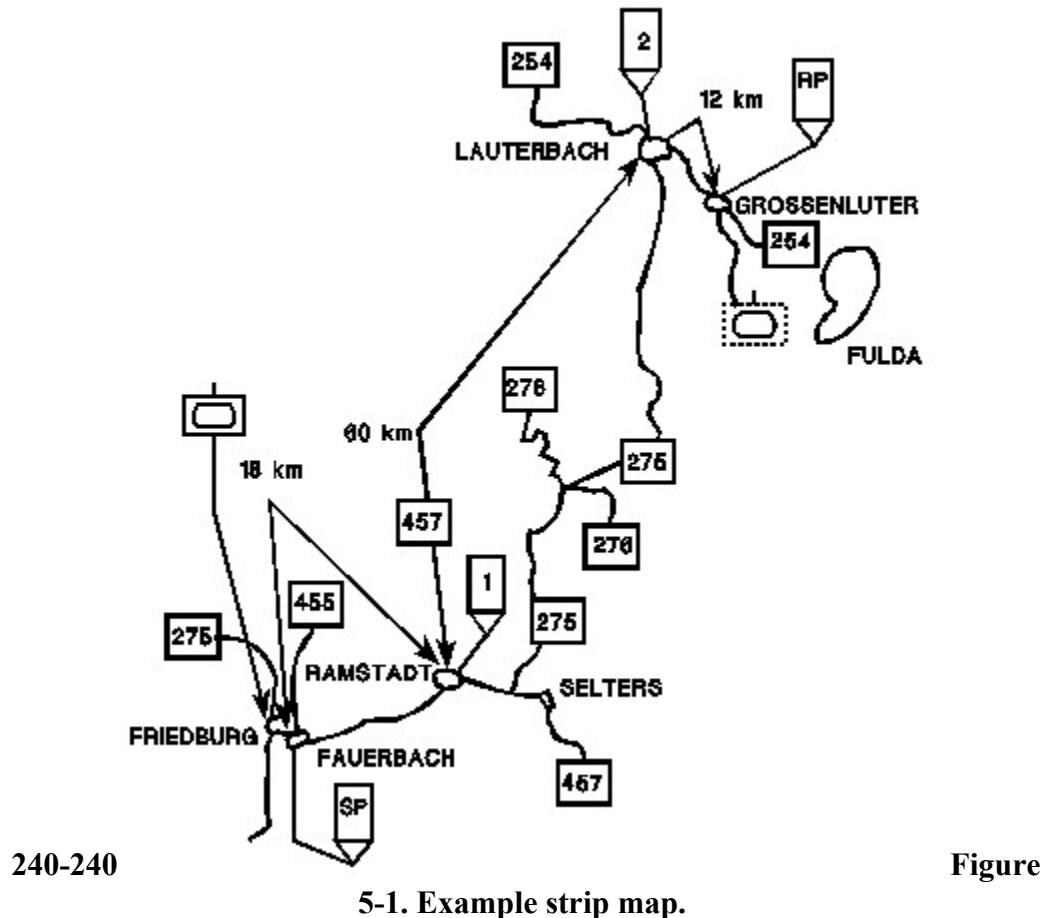 2
254
RP
12 km
LAUTERBACH
GROSSENLUTER
254
FULDA
276
60 km
275
18 km
457
276
1
455
275
275
RAMSTADT
SELTERS
FRIEDBURG
FAUERBACH
457
SP
240-240 Figure
5-1. Example strip map.